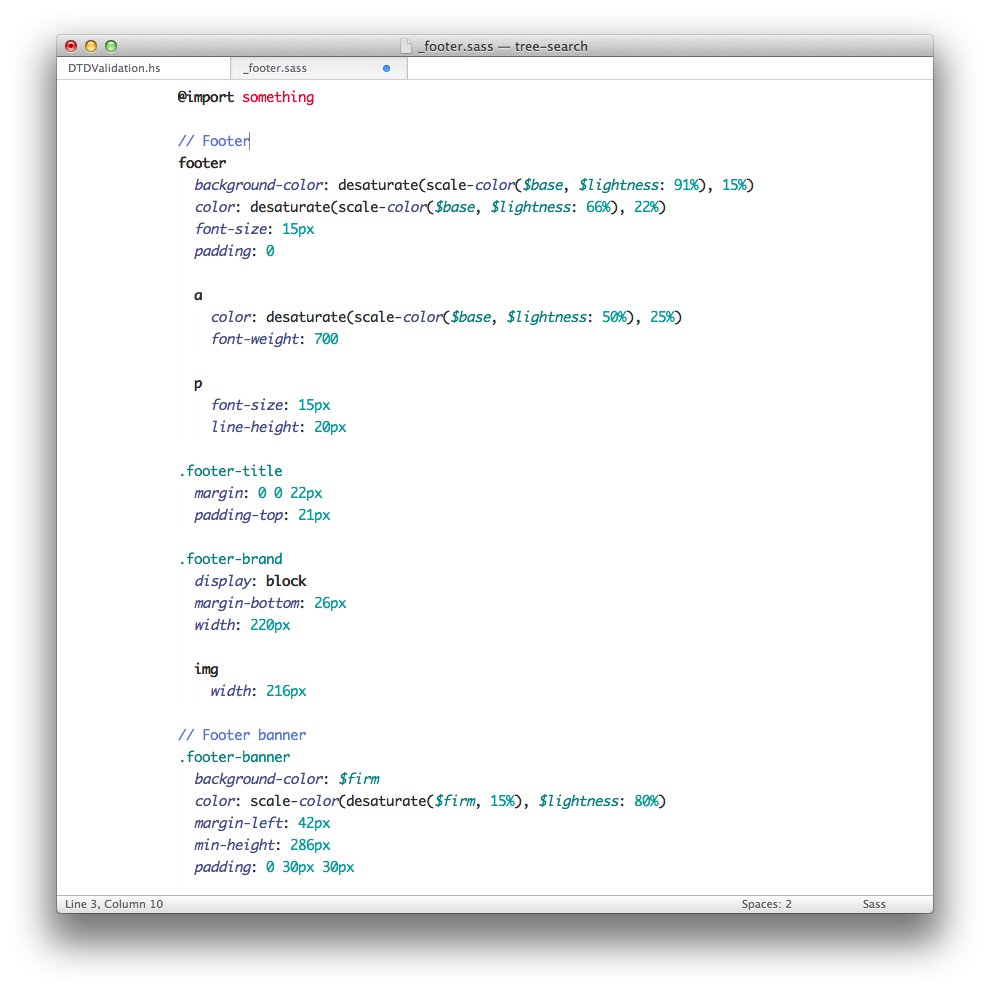 _footer.sass — tree-search
DTDValidation.hs
_footer.sass
@import something
// Footer
footer
background-color: desaturate(scale-color($base, $lightness: 91%), 15%)
color: desaturate(scale-color($base, $lightness: 66%), 22%)
font-size: 15px
padding: 0
a
color: desaturate(scale-color($base, $lightness: 50%), 25%)
font-weight: 700
p
font-size: 15px
line-height: 20px
.footer-title
margin: 0 0 22px
padding-top: 21px
.footer-brand
display: block
margin-bottom: 26px
width: 220px
img
width: 216px
// Footer banner
.footer-banner
background-color: $firm
color: scale-color(desaturate($firm, 15%), $lightness: 80%)
margin-left: 42px
min-height: 286px
padding: 0 30px 30px
Line 3, Column 10
Spaces: 2
Sass